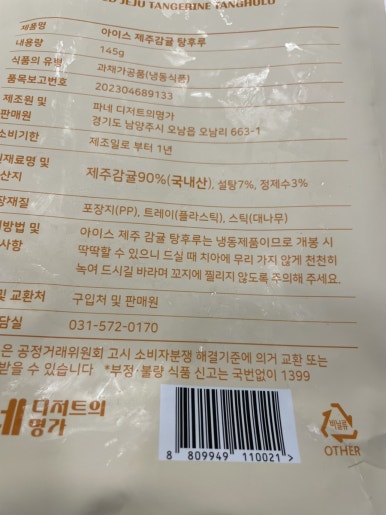 JEJU TANGERINE TANGHULU
제품명 아이스 제주감귤 탕후루
내용량 145g
식품의 유형 과채가공품(냉동식품)
품목보고번호 202304689133
제조원 및 파네 디저트의명가
판매원 경기도 남양주시 오남읍 오남리 663-1
소비기한 제조일로 부터 1년
원재료명 및 제주감귤90%(국내산), 설탕7%, 정제수3%
산지
장재질 포장지(PP), 트레이(플라스틱), 스틱(대나무)
방법 및 아이스 제주 감귤 탕후루는 냉동제품이므로 개봉 시
사항 딱딱할 수 있으니 드실 때 치아에 무리 가지 않게 천천히
녹여 드시길 바라며 꼬지에 찔리지 않도록 주의해 주세요.
및 교환처 구입처 및 판매원
담실 031-572-0170
은 공정거래위원회 고시 소비자분쟁 해결기준에 의거 교환 또는
받을 수 있습니다 *부정·불량 식품 신고는 국번없이 1399
네 디저트의
명가
8 809949 110021 >
비닐류
OTHER